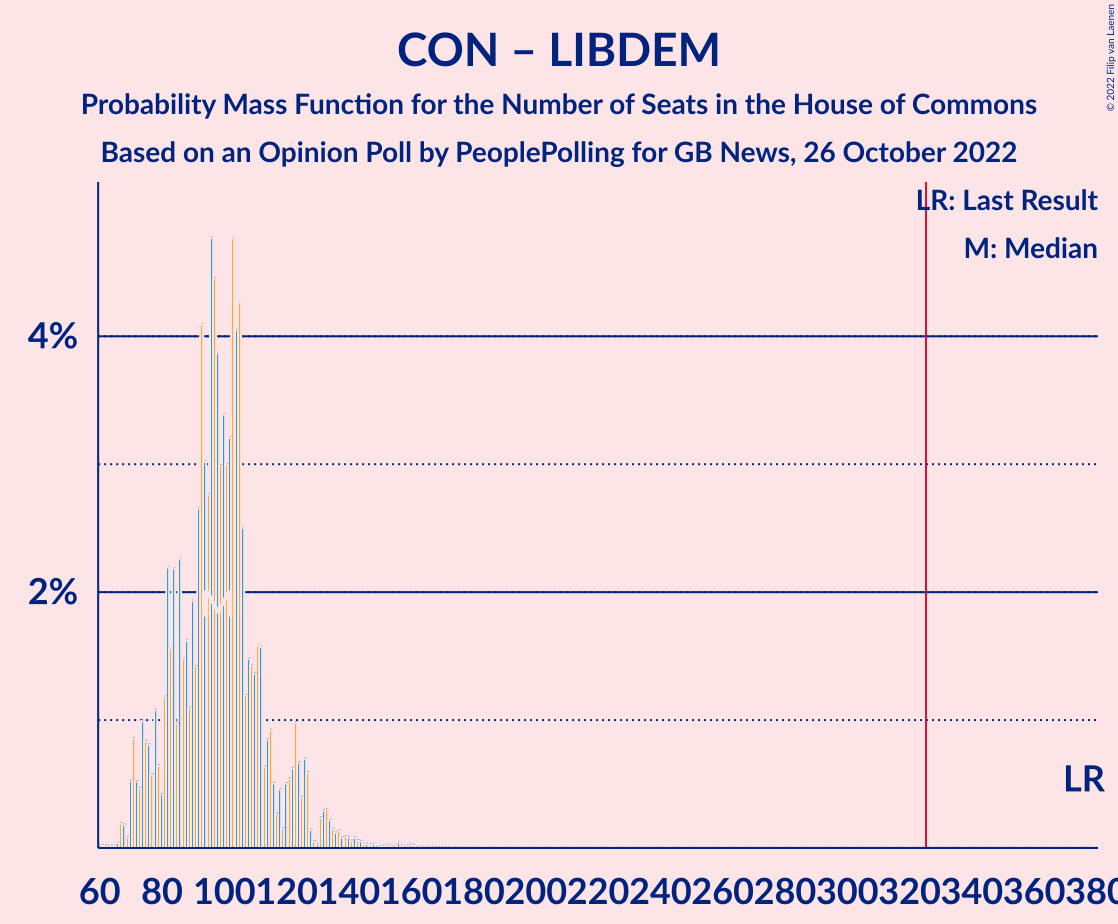 CON – LIBDEM
Probability Mass Function for the Number of Seats in the House of Commons
Based on an Opinion Poll by PeoplePolling for GB News, 26 October 2022
© 2022 Filip van Laenen
LR: Last Result
M: Median
4%
2%
M
LR
60 80 100 120 140 160 180 200 220 240 260 280 300 320 340 360 380